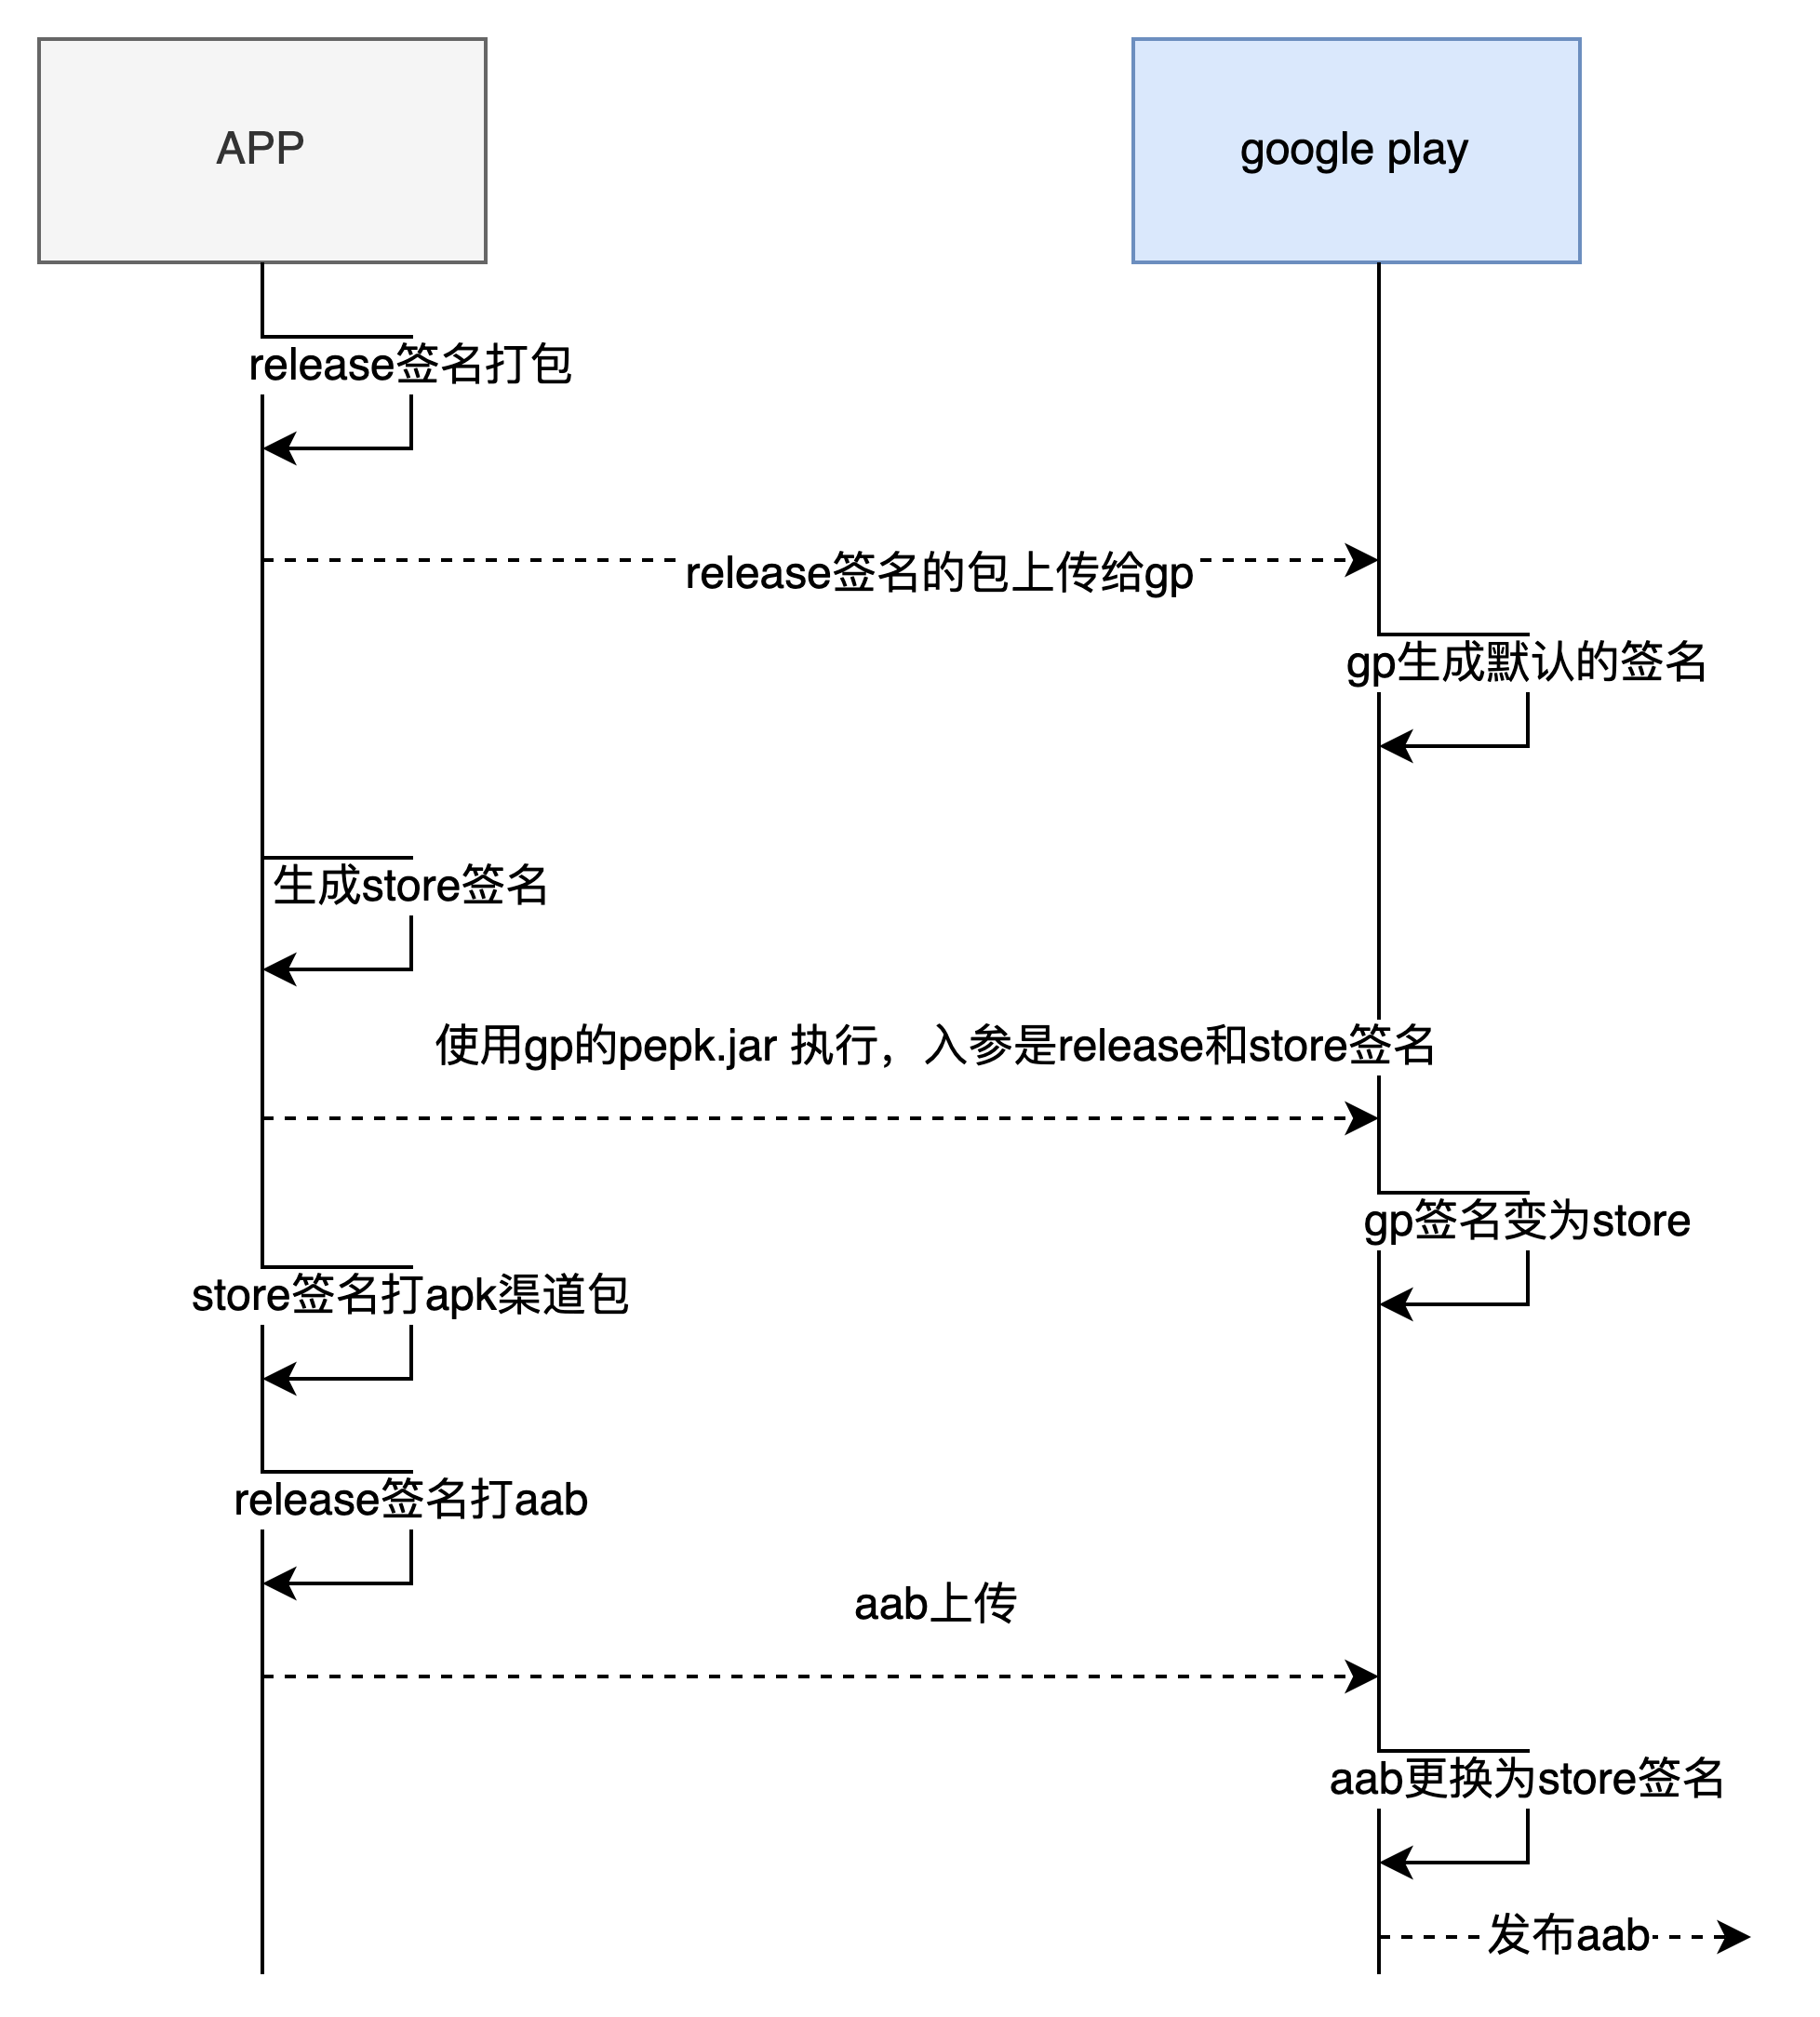 APP
google play
release签名打包
release签名的包上传给gp
gp生成默认的签名
生成store签名
使用gp的pepk.jar 执行，入参是release和store签名
gp签名变为store
store签名打apk渠道包
release签名打aab
aab上传
aab更换为store签名
发布aab